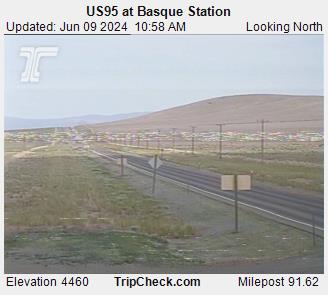 US95 at Basque Station
Updated: Jun 09 2024 10:58 AM Looking North
Elevation 4460 TripCheck.com Milepost 91.62